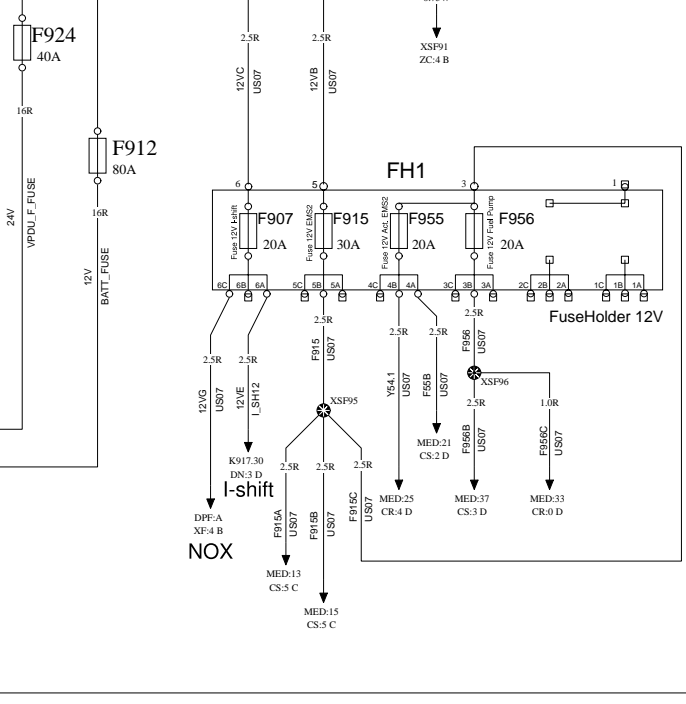 F924
40A
16R
24V
VPDU_F_FUSE
F912
80A
16R
12V
BATT_FUSE
2.5R
12VC
US07
2.5R
12VB
US07
XSF91
ZC:4 B
FH1
6
5
3
1
Fuse 12V I-shift
F907
20A
Fuse 12V EMS2
F915
30A
Fuse 12V Act. EMS2
F955
20A
Fuse 12V Fuel Pump
F956
20A
6C 6B 6A
5C 5B 5A
4C 4B 4A
3C 3B 3A
2C 2B 2A
1C 1B 1A
FuseHolder 12V
2.5R
12VG
US07
DPF:A
XF:4 B
NOX
2.5R
12VE
I_SH12
K917.30
DN:3 D
I-shift
2.5R
F915
US07
XSF95
2.5R
F915A
US07
MED:13
CS:5 C
2.5R
F915B
US07
MED:15
CS:5 C
2.5R
F915C
US07
2.5R
Y54.1
US07
MED:25
CR:4 D
2.5R
F55B
US07
MED:21
CS:2 D
2.5R
F956
US07
XSF96
2.5R
F956B
US07
MED:37
CS:3 D
1.0R
F956C
US07
MED:33
CR:0 D